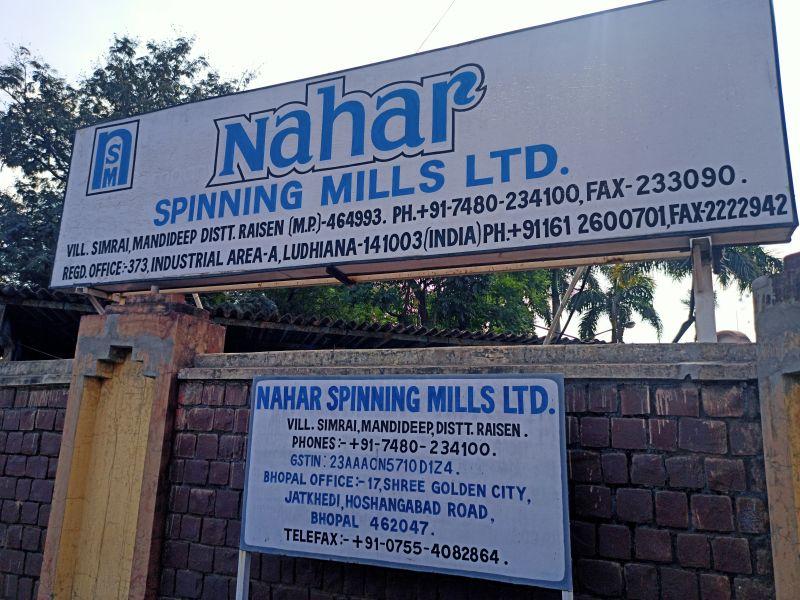 NSM
Nahar
SPINNING MILLS LTD.
VILL. SIMRAI, MANDIDEEP DISTT. RAISEN (M.P.)-464993. PH.+91-7480-234100, FAX-233090.
REGD. OFFICE:-373, INDUSTRIAL AREA-A, LUDHIANA-141003(INDIA) PH.+91161 2600701, FAX-2222942
NAHAR SPINNING MILLS LTD.
VILL. SIMRAI, MANDIDEEP, DISTT. RAISEN.
PHONES:-+91-7480-234100.
GSTIN: 23AAACN5710D1Z4.
BHOPAL OFFICE:-17, SHREE GOLDEN CITY,
JATKHEDI, HOSHANGABAD ROAD,
BHOPAL 462047.
TELEFAX:-+91-0755-4082864.